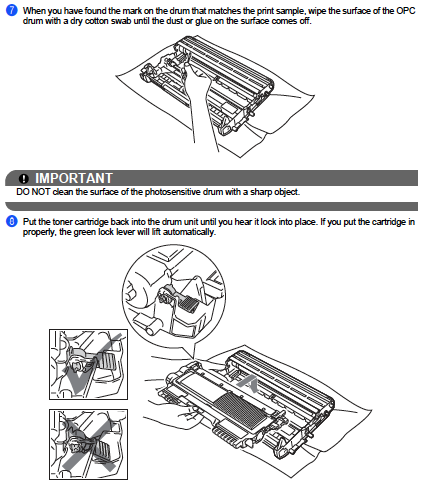 7 When you have found the mark on the drum that matches the print sample, wipe the surface of the OPC
drum with a dry cotton swab until the dust or glue on the surface comes off.
IMPORTANT
DO NOT clean the surface of the photosensitive drum with a sharp object.
8 Put the toner cartridge back into the drum unit until you hear it lock into place. If you put the cartridge in
properly, the green lock lever will lift automatically.